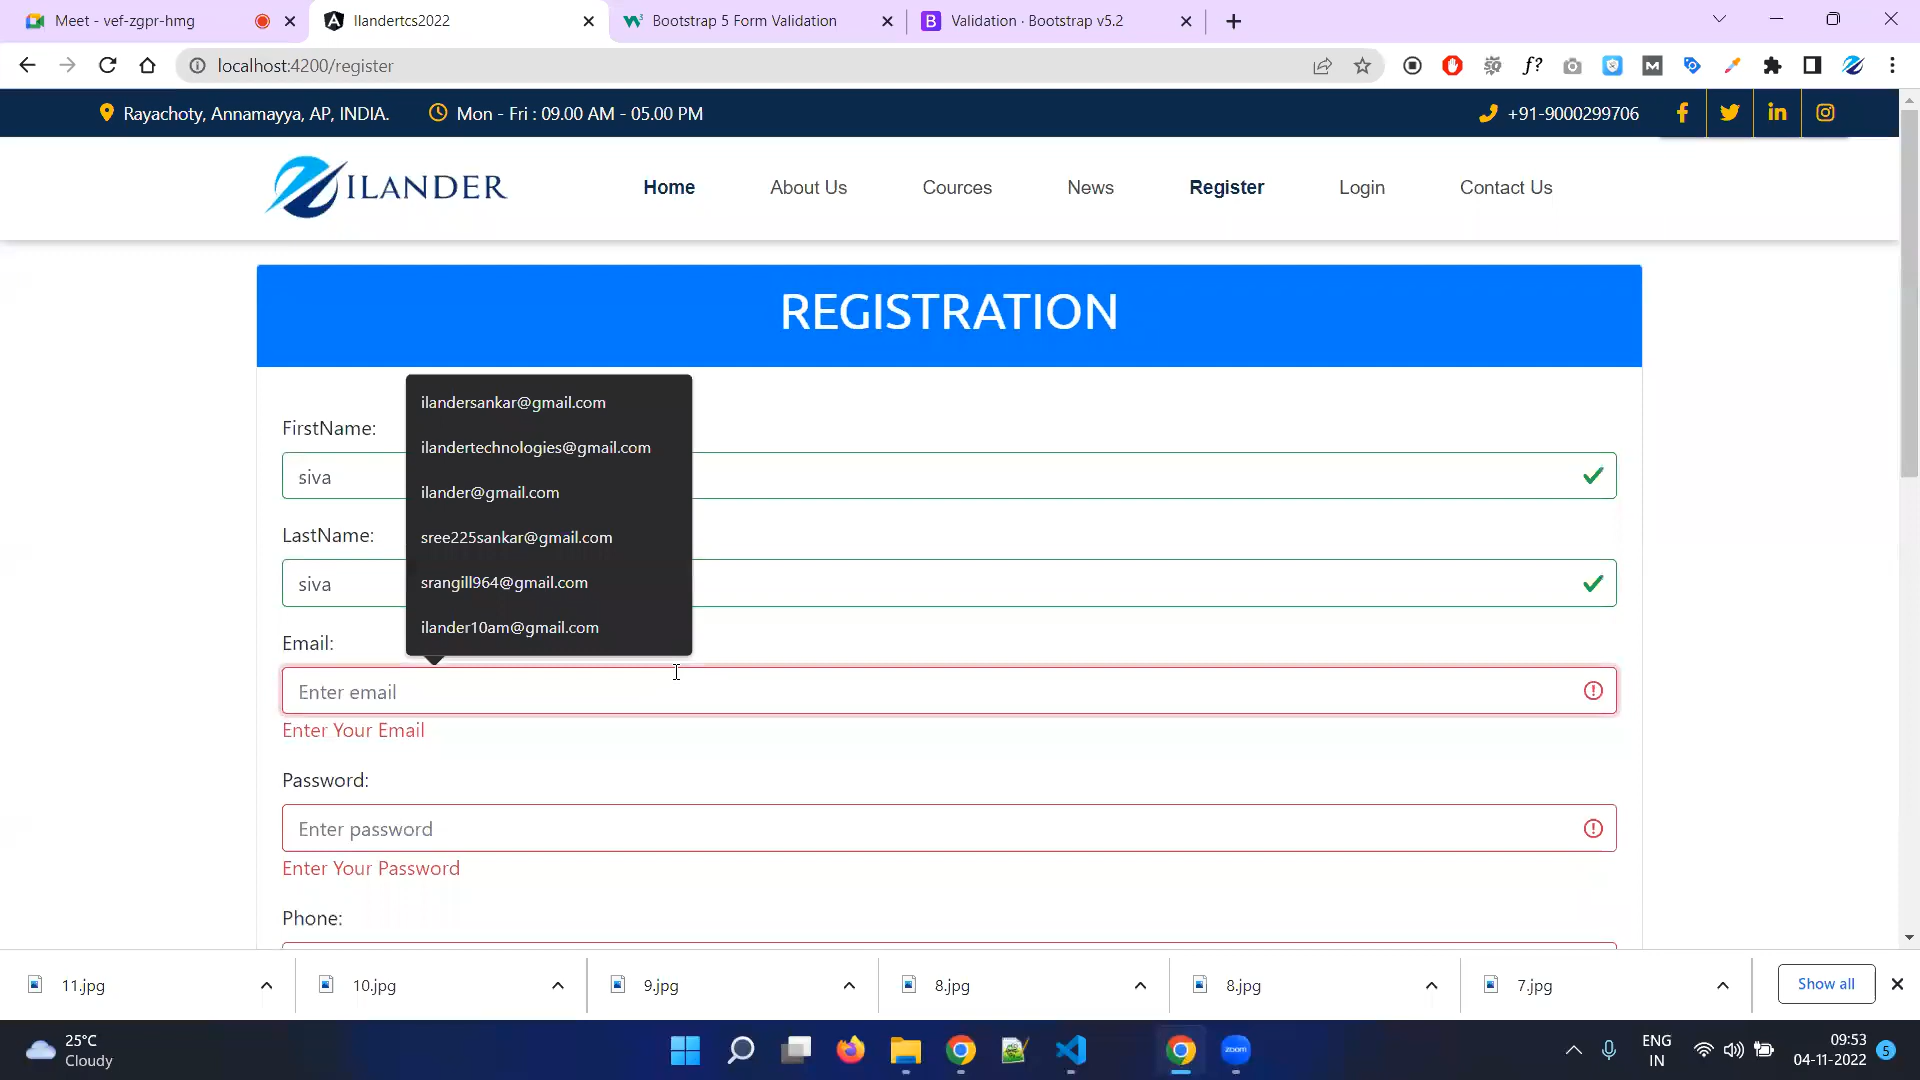 Meet - vef-zgpr-hmg
Ilandertcs2022
Bootstrap 5 Form Validation
Validation · Bootstrap v5.2
localhost:4200/register
Rayachoty, Annamayya, AP, INDIA.
Mon - Fri : 09.00 AM - 05.00 PM
+91-9000299706
ILANDER
Home
About Us
Cources
News
Register
Login
Contact Us
REGISTRATION
ilandersankar@gmail.com
FirstName:
ilandertechnologies@gmail.com
siva
ilander@gmail.com
LastName:
sree225sankar@gmail.com
siva
srangill964@gmail.com
ilander10am@gmail.com
Email:
Enter email
Enter Your Email
Password:
Enter password
Enter Your Password
Phone:
11.jpg
10.jpg
9.jpg
8.jpg
8.jpg
7.jpg
Show all
25°C
Cloudy
zoom
ENG
IN
09:53
04-11-2022
5